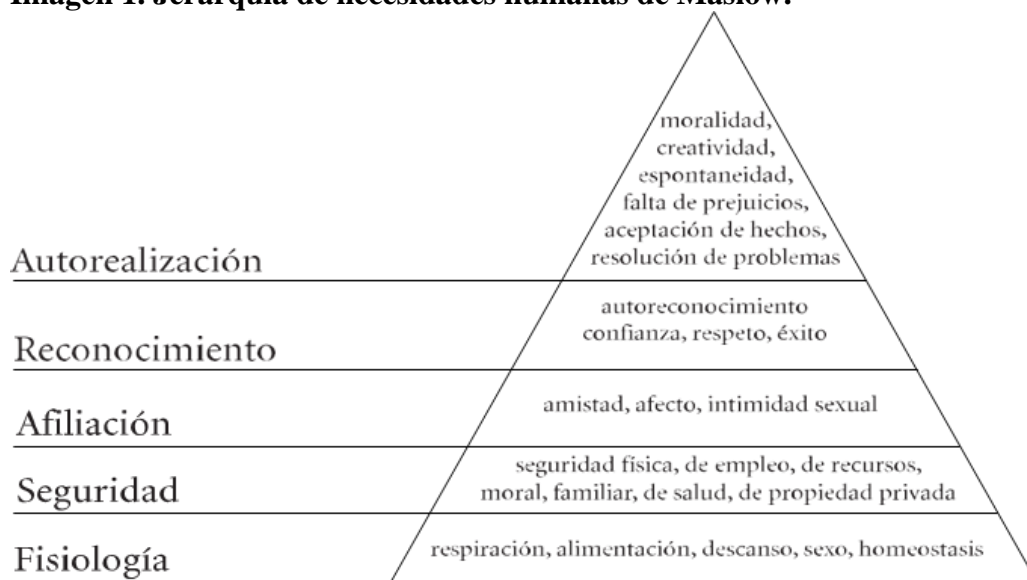 Imagen 1. Jerarquía de necesidades humanas de Maslow.
moralidad,
creatividad,
espontaneidad,
falta de prejuicios,
aceptación de hechos,
resolución de problemas
Autorealización
autoreconocimiento
confianza, respeto, éxito
Reconocimiento
amistad, afecto, intimidad sexual
Afiliación
seguridad física, de empleo, de recursos,
moral, familiar, de salud, de propiedad privada
Seguridad
respiración, alimentación, descanso, sexo, homeostasis
Fisiología